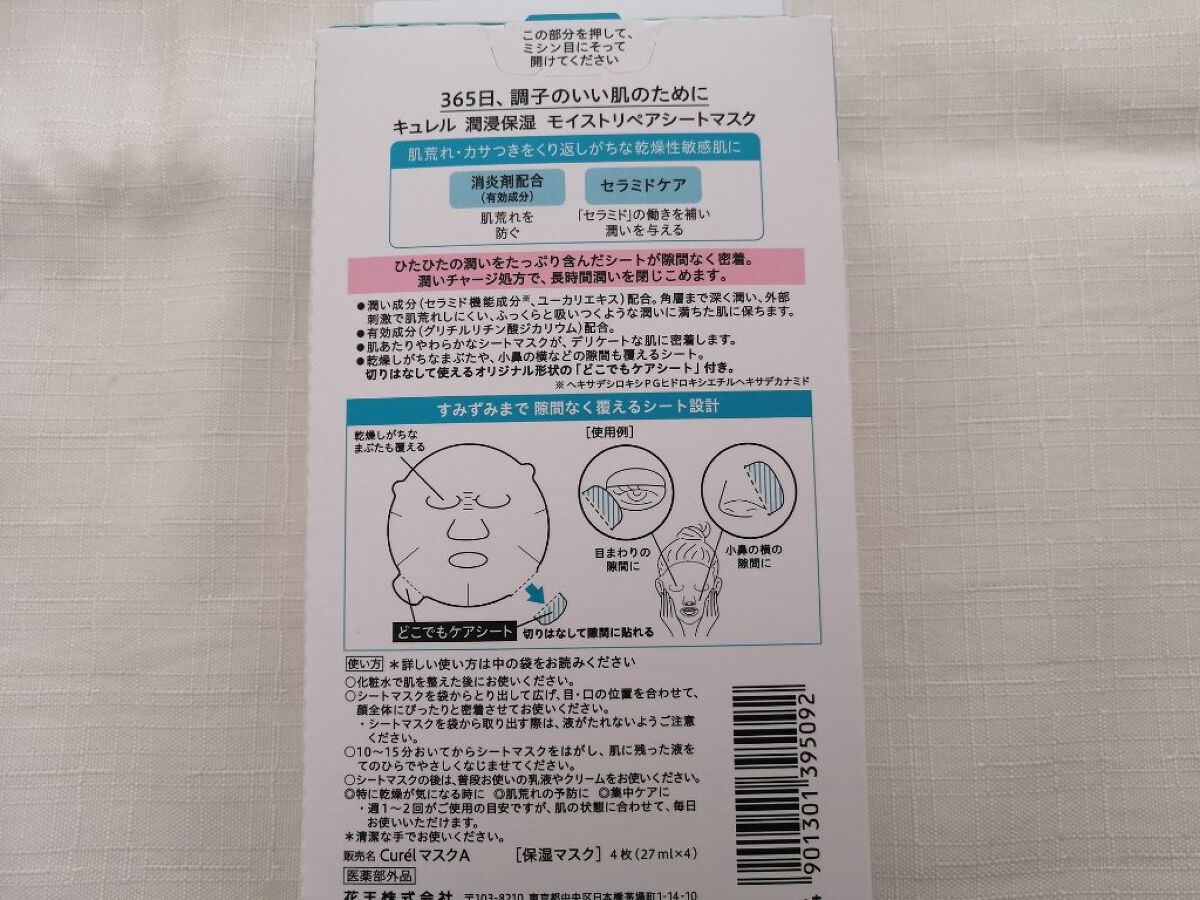 この部分を押して、
ミシン目にそって
開けてください
365日、調子のいい肌のために
キュレル 潤浸保湿 モイストリペアシートマスク
肌荒れ・カサつきをくり返しがちな乾燥性敏感肌に
消炎剤配合
(有効成分)
肌荒れを
防ぐ
セラミドケア
「セラミド」の働きを補い
潤いを与える
ひたひたの潤いをたっぷり含んだシートが隙間なく密着。
潤いチャージ処方で、長時間潤いを閉じこめます。
●潤い成分(セラミド機能成分※、ユーカリエキス)配合。角層まで深く潤い、外部
刺激で肌荒れしにくい、ふっくらと吸いつくような潤いに満ちた肌に保ちます。
●有効成分(グリチルリチン酸ジカリウム)配合。
●肌あたりやわらかなシートマスクが、デリケートな肌に密着します。
●乾燥しがちなまぶたや、小鼻の横などの隙間も覆えるシート。
切りはなして使えるオリジナル形状の「どこでもケアシート」付き。
※ヘキサデシロキシPGヒドロキシエチルヘキサデカナミド
すみずみまで 隙間なく覆えるシート設計
乾燥しがちな
まぶたも覆える
[使用例]
目まわりの
隙間に
小鼻の横の
隙間に
どこでもケアシート 切りはなして隙間に貼れる
使い方 *詳しい使い方は中の袋をお読みください
○化粧水で肌を整えた後にお使いください。
○シートマスクを袋からとり出して広げ、目・口の位置を合わせて、
顔全体にぴったりと密着させてお使いください。
・シートマスクを袋から取り出す際は、液がたれないようご注意
ください。
○10〜15分おいてからシートマスクをはがし、肌に残った液を
てのひらでやさしくなじませてください。
○シートマスクの後は、普段お使いの乳液やクリームをお使いください。
◎特に乾燥が気になる時に ◎肌荒れの予防に ◎集中ケアに
・週1〜2回がご使用の目安ですが、肌の状態に合わせて、毎日
お使いいただけます。
*清潔な手でお使いください。
販売名 CurélマスクA [保湿マスク] 4枚(27ml×4)
医薬部外品
花王株式会社 〒103-8210 東京都中央区日本橋茅場町1-14-10
4901301395092